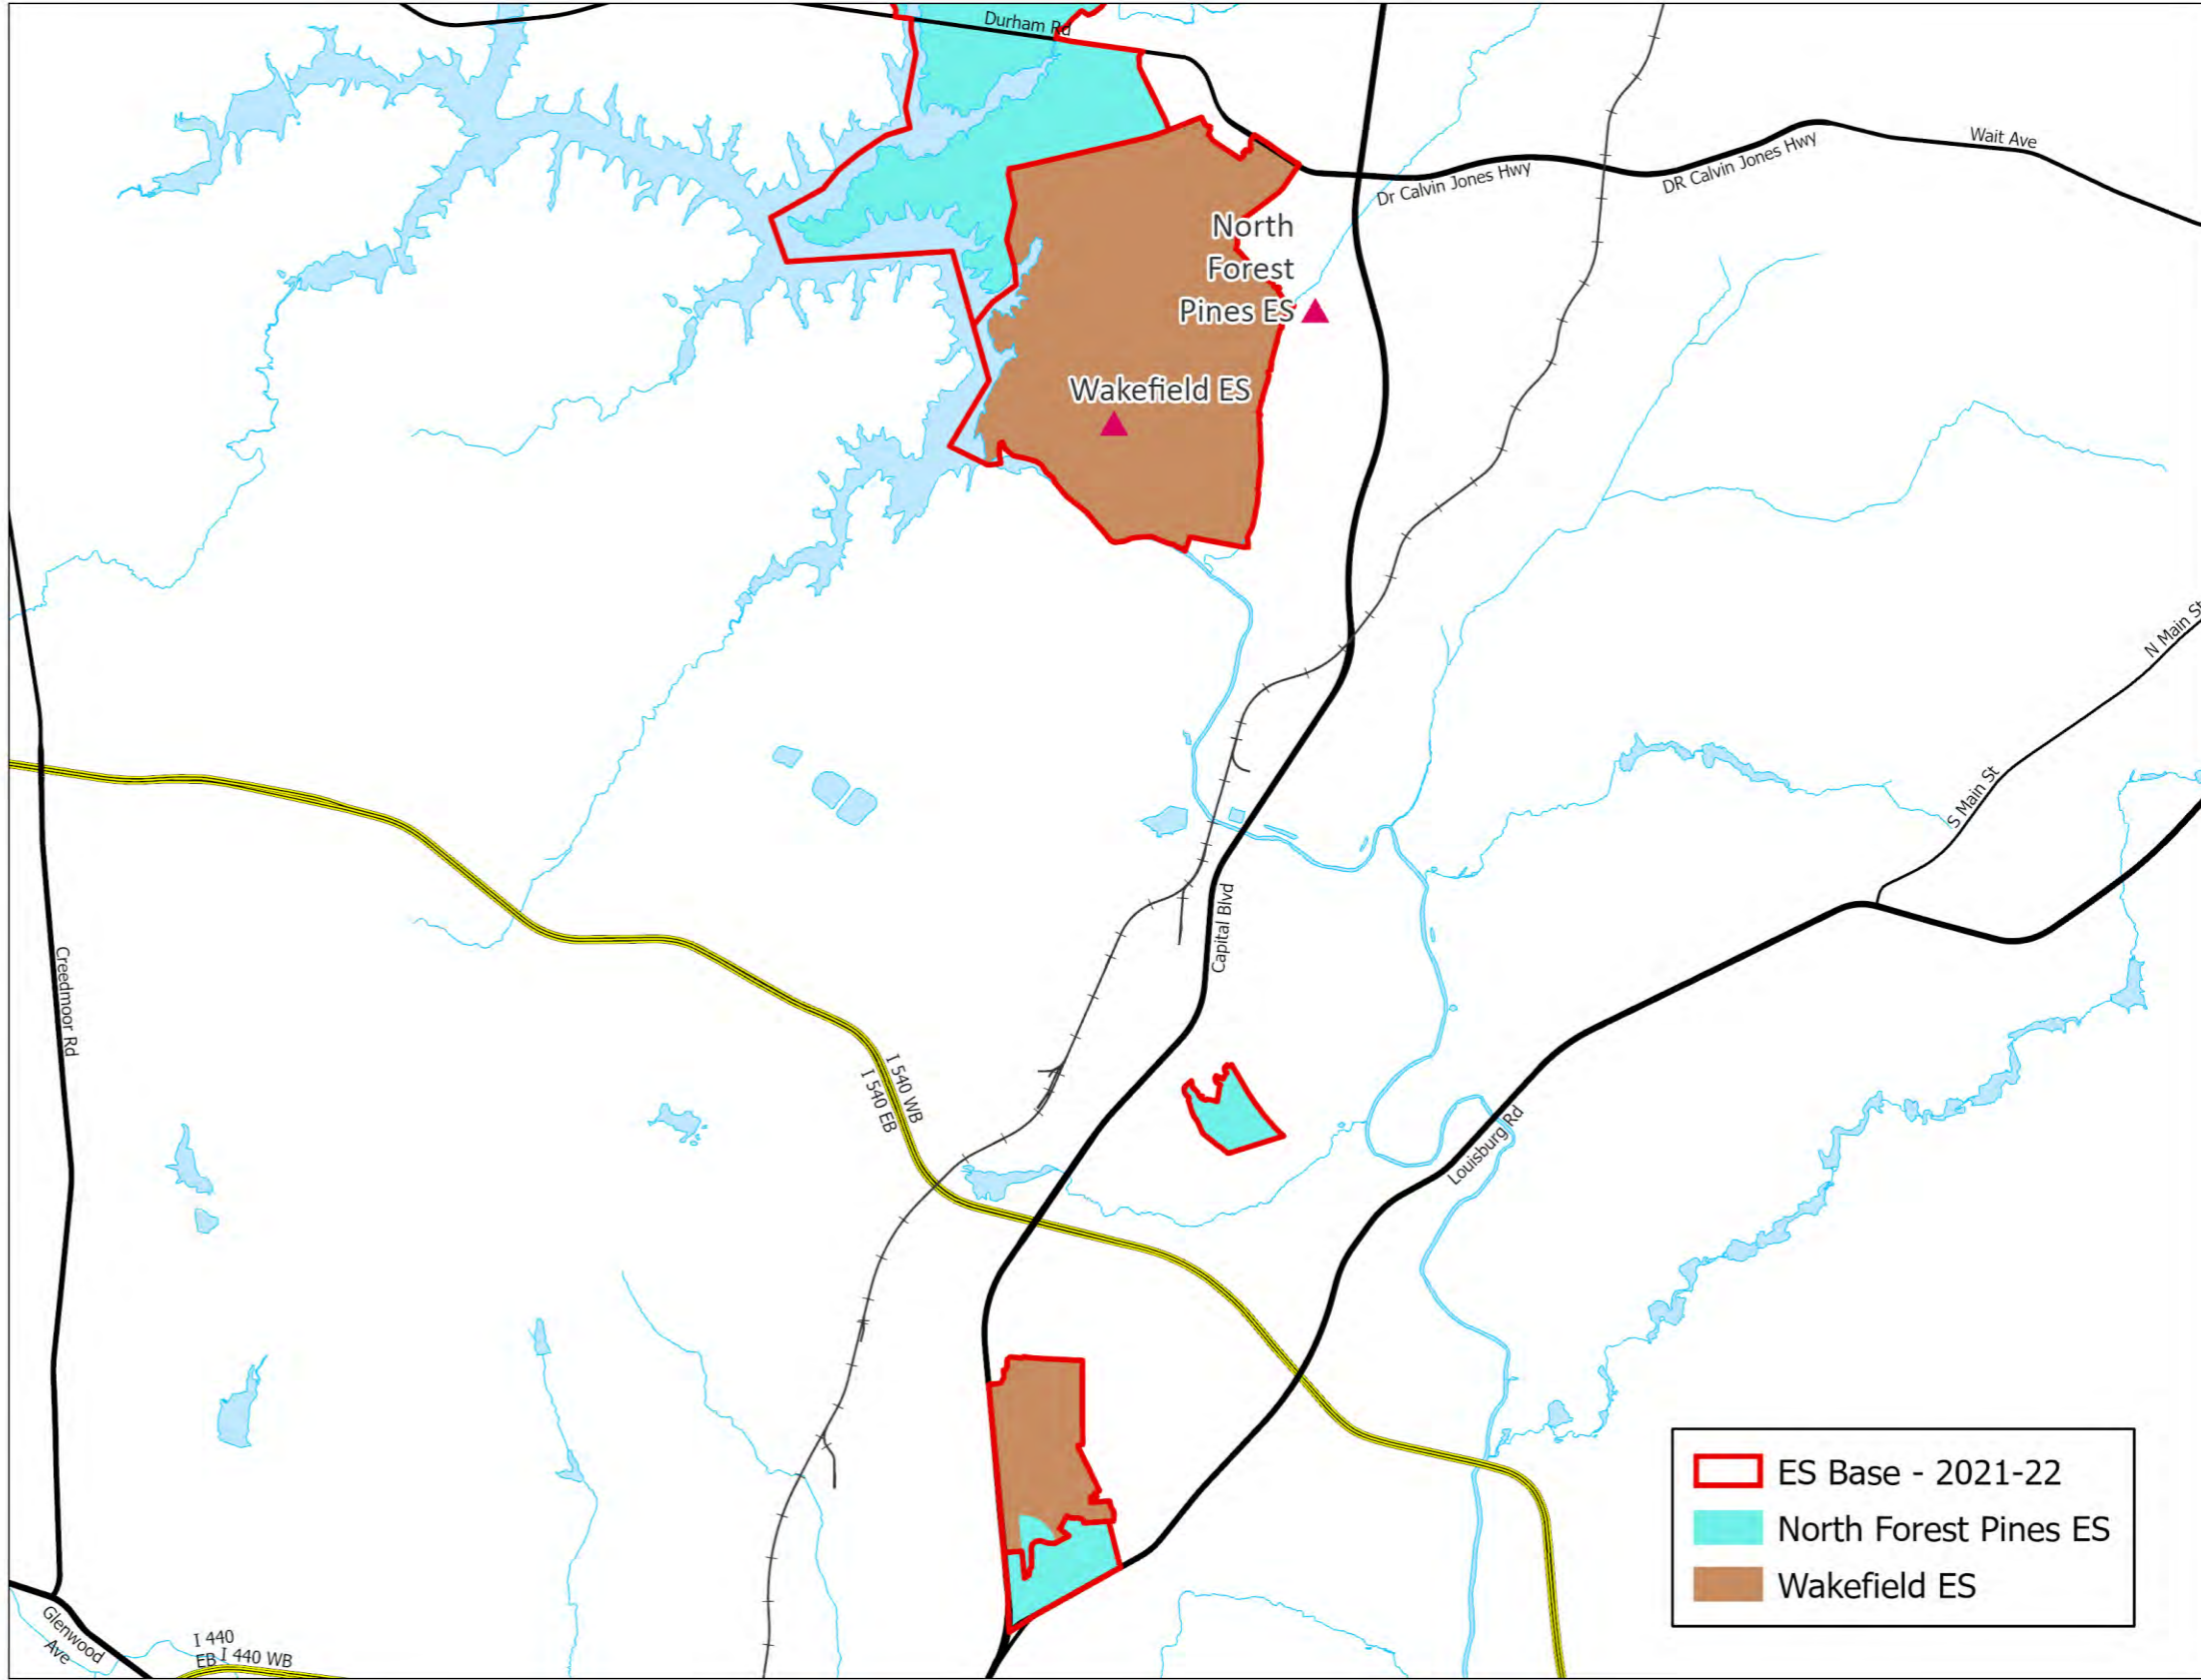 Durham Rd
Wait Ave
Dr Calvin Jones Hwy
DR Calvin Jones Hwy
North
Forest
Pines ES
Wakefield ES
N Main St
S Main St
Capital Blvd
Creedmoor Rd
I 540 WB
I 540 EB
Louisburg Rd
ES Base - 2021-22
North Forest Pines ES
Wakefield ES
Glenwood
Ave
I 440
EB I 440 WB